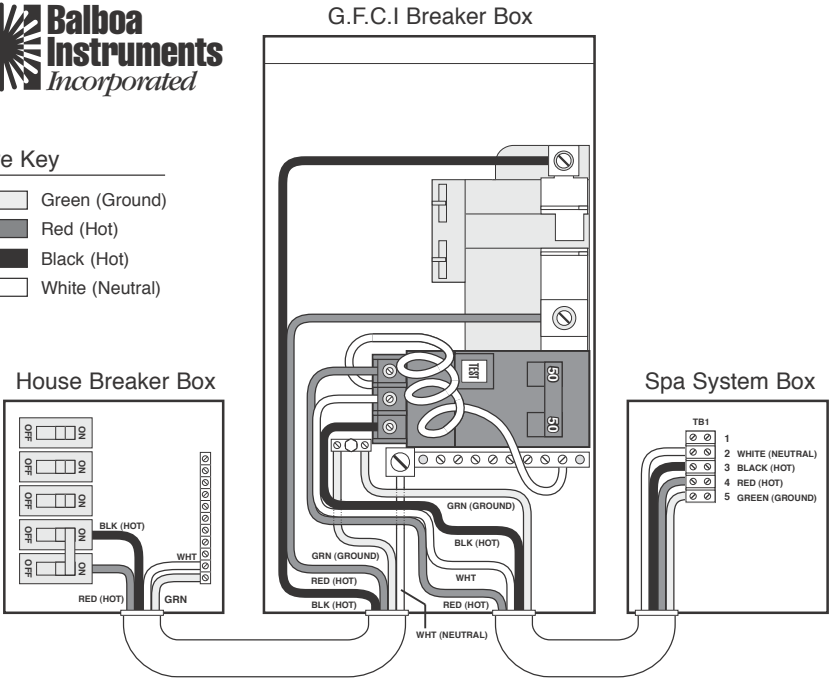 Balboa
Instruments
Incorporated
G.F.C.I Breaker Box
e Key
Green (Ground)
Red (Hot)
Black (Hot)
White (Neutral)
House Breaker Box
Spa System Box
TEST
50
50
OFF ON
OFF ON
OFF ON
OFF ON
OFF ON
BLK (HOT)
WHT
RED (HOT)
GRN
GRN (GROUND)
BLK (HOT)
GRN (GROUND)
RED (HOT)
WHT
BLK (HOT)
RED (HOT)
WHT (NEUTRAL)
TB1
1
2 WHITE (NEUTRAL)
3 BLACK (HOT)
4 RED (HOT)
5 GREEN (GROUND)